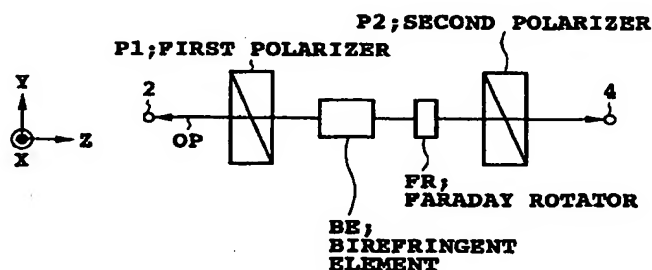 P2;SECOND POLARIZER
P1;FIRST POLARIZER
Y
2
4
Z
X
OP
FR;
FARADAY ROTATOR
BE;
BIREFRINGENT
ELEMENT